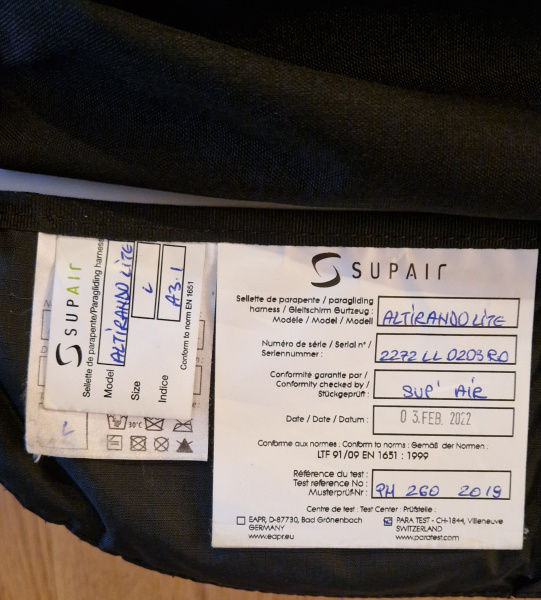 SUPAIR
Sellette de parapente/Paragliding harness
Model ALTIRANDO LITE
Size L
Indice A3.1
Conform to norm EN 1651
L
30°C
SUPAIR
Sellette de parapente / paragliding
harness / Gleitschirm Gurtzeug :
Modèle / Model / Modell ALTIRANDO LITE
Numéro de série / Serial n° /
Seriennummer : 2272 LL 0203 RO
Conformité garantie par /
Conformity checked by /
Stückgeprüft : SUP' AIR
Date / Date / Datum : 03.FEB. 2022
Conforme aux normes : Conform to norms : Gemäß der Normen :
LTF 91/09 EN 1651 : 1999
Référence du test :
Test reference No :
Musterprüf-Nr : PH 260 2019
Centre de test : Test Center : Prüfstelle :
EAPR, D-87730, Bad Grönenbach
GERMANY
www.eapr.eu
PARA TEST - CH-1844, Villeneuve
SWITZERLAND
www.paratest.com